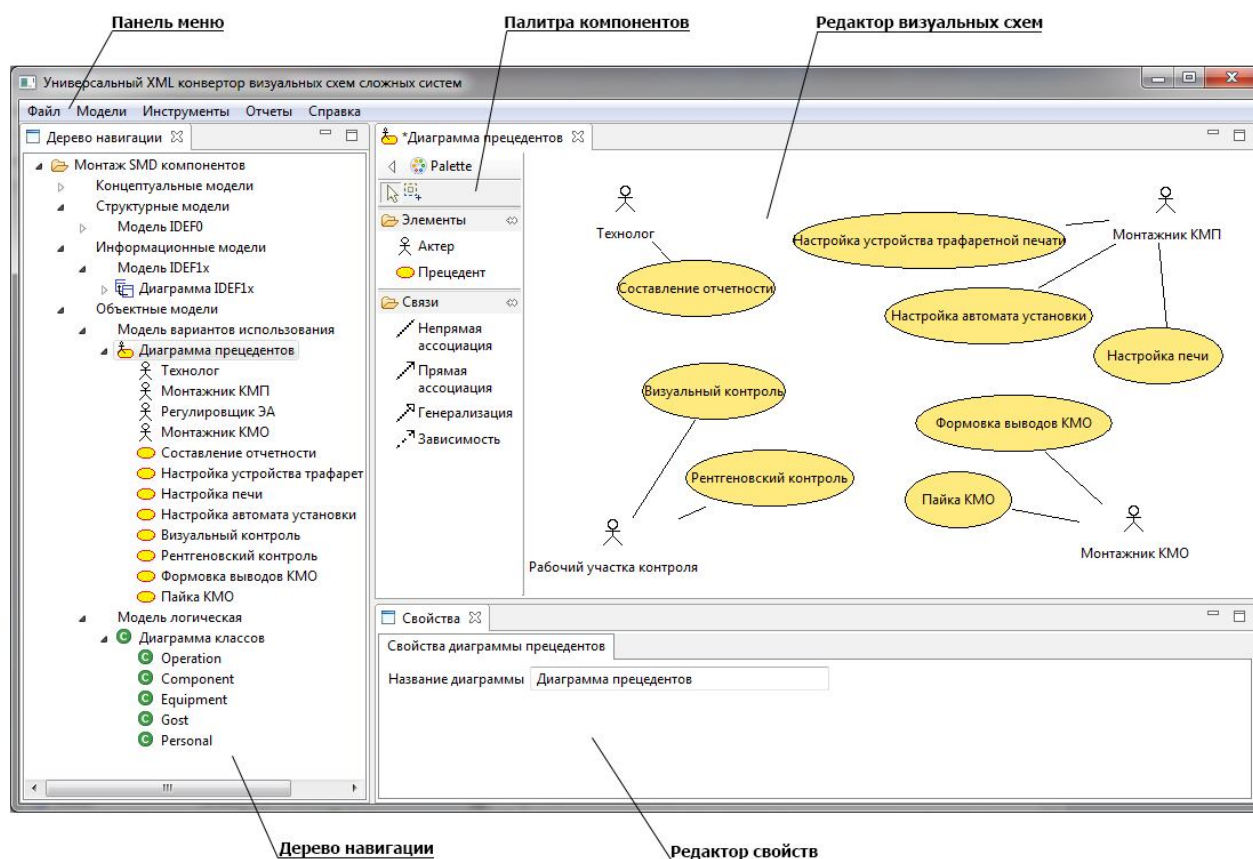 Панель меню
Палитра компонентов
Редактор визуальных схем
Универсальный XML конвертор визуальных схем сложных систем
Файл Модели Инструменты Отчеты Справка
Дерево навигации
Монтаж SMD компонентов
Концептуальные модели
Структурные модели
Модель IDEF0
Информационные модели
Модель IDEF1x
Диаграмма IDEF1x
Объектные модели
Модель вариантов использования
Диаграмма прецедентов
Технолог
Монтажник КМП
Регулировщик ЭА
Монтажник КМО
Составление отчетности
Настройка устройства трафарет
Настройка печи
Настройка автомата установки
Визуальный контроль
Рентгеновский контроль
Формовка выводов КМО
Пайка КМО
Модель логическая
Диаграмма классов
Operation
Component
Equipment
Gost
Personal
*Диаграмма прецедентов
Palette
Элементы
Актер
Прецедент
Связи
Непрямая
ассоциация
Прямая
ассоциация
Генерализация
Зависимость
Технолог
Составление отчетности
Настройка устройства трафаретной печати
Монтажник КМП
Настройка автомата установки
Настройка печи
Визуальный контроль
Формовка выводов КМО
Рентгеновский контроль
Пайка КМО
Рабочий участка контроля
Монтажник КМО
Свойства
Свойства диаграммы прецедентов
Название диаграммы Диаграмма прецедентов
Дерево навигации
Редактор свойств